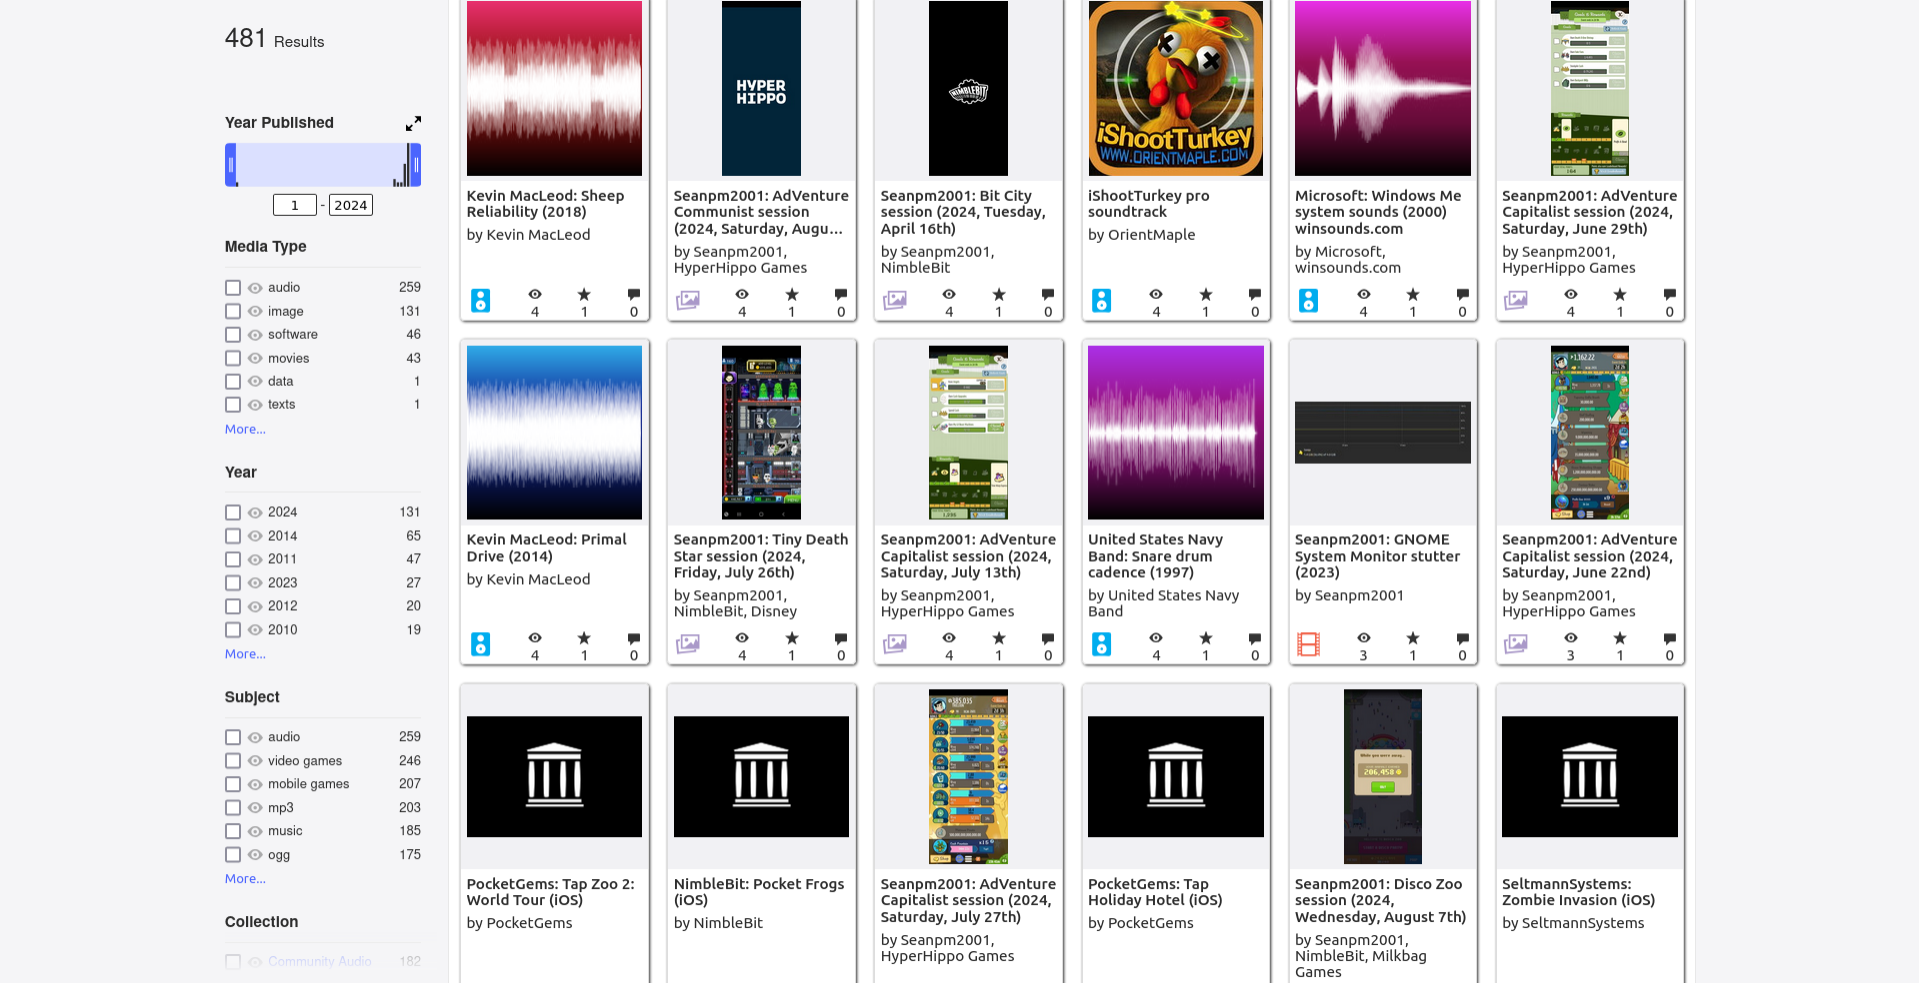 481 Results
Year Published
1 - 2024
Media Type
audio 259
image 131
software 46
movies 43
data 1
texts 1
More...
Year
2024 131
2014 65
2011 47
2023 27
2012 20
2010 19
More...
Subject
audio 259
video games 246
mobile games 207
mp3 203
music 185
ogg 175
More...
Collection
Community Audio 182
Kevin MacLeod: Sheep
Reliability (2018)
by Kevin MacLeod
4 1 0
HYPER
HIPPO
Seanpm2001: AdVenture
Communist session
(2024, Saturday, Augu...
by Seanpm2001,
HyperHippo Games
4 1 0
NIMBLEBIT
Seanpm2001: Bit City
session (2024, Tuesday,
April 16th)
by Seanpm2001,
NimbleBit
4 1 0
iShootTurkey
WWW.ORIENTMAPLE.COM
iShootTurkey pro
soundtrack
by OrientMaple
4 1 0
Microsoft: Windows Me
system sounds (2000)
winsounds.com
by Microsoft,
winsounds.com
4 1 0
Seanpm2001: AdVenture
Capitalist session (2024,
Saturday, June 29th)
by Seanpm2001,
HyperHippo Games
4 1 0
Kevin MacLeod: Primal
Drive (2014)
by Kevin MacLeod
4 1 0
Seanpm2001: Tiny Death
Star session (2024,
Friday, July 26th)
by Seanpm2001,
NimbleBit, Disney
4 1 0
Seanpm2001: AdVenture
Capitalist session (2024,
Saturday, July 13th)
by Seanpm2001,
HyperHippo Games
4 1 0
United States Navy
Band: Snare drum
cadence (1997)
by United States Navy
Band
4 1 0
Seanpm2001: GNOME
System Monitor stutter
(2023)
by Seanpm2001
3 1 0
1,162.22
Seanpm2001: AdVenture
Capitalist session (2024,
Saturday, June 22nd)
by Seanpm2001,
HyperHippo Games
3 1 0
PocketGems: Tap Zoo 2:
World Tour (iOS)
by PocketGems
NimbleBit: Pocket Frogs
(iOS)
by NimbleBit
385.035
Seanpm2001: AdVenture
Capitalist session (2024,
Saturday, July 27th)
by Seanpm2001,
HyperHippo Games
PocketGems: Tap
Holiday Hotel (iOS)
by PocketGems
While you were away...
206,458
Seanpm2001: Disco Zoo
session (2024,
Wednesday, August 7th)
by Seanpm2001,
NimbleBit, Milkbag
Games
SeltmannSystems:
Zombie Invasion (iOS)
by SeltmannSystems